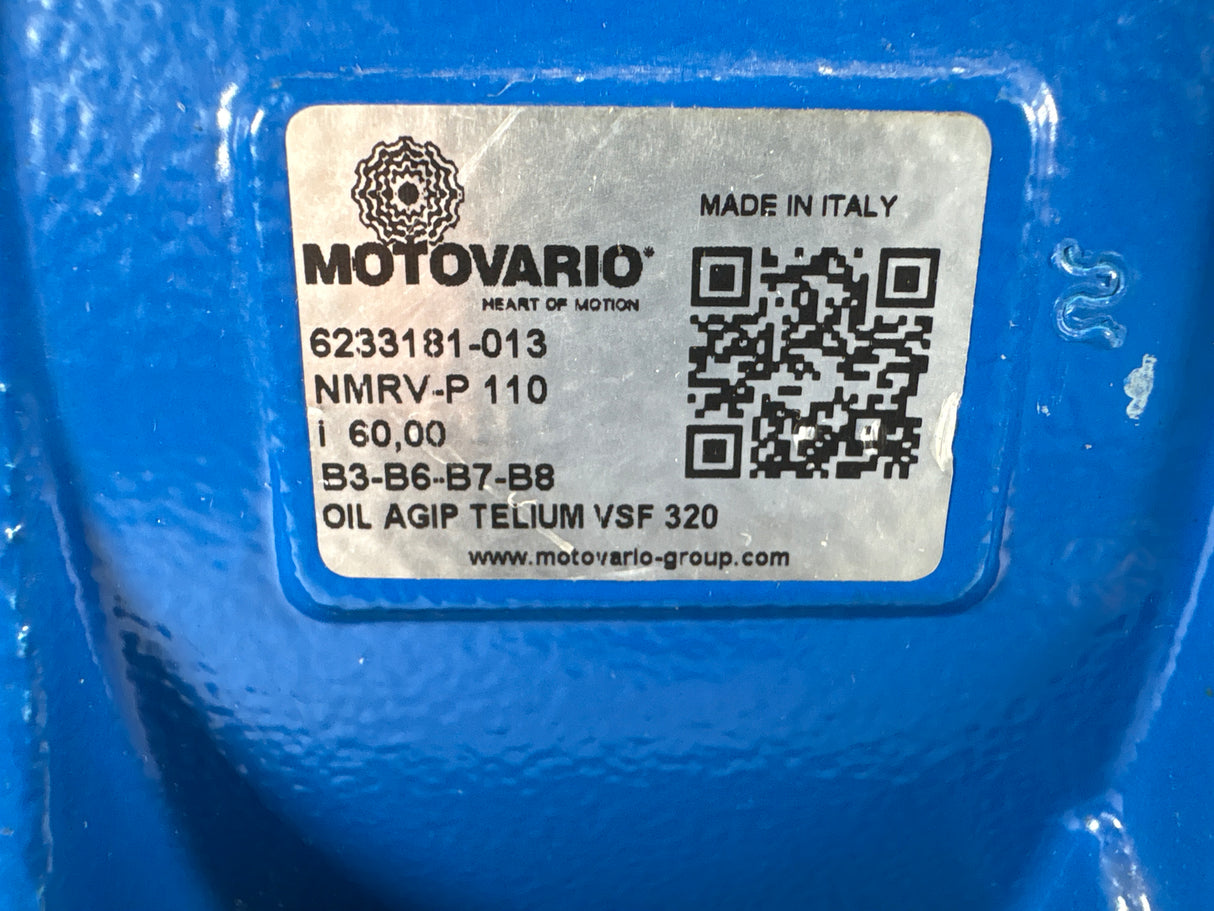 MOTOVARIO®
HEART OF MOTION
MADE IN ITALY
6233181-013
NMRV-P 110
i 60,00
B3-B6-B7-B8
OIL AGIP TELIUM VSF 320
www.motovario-group.com